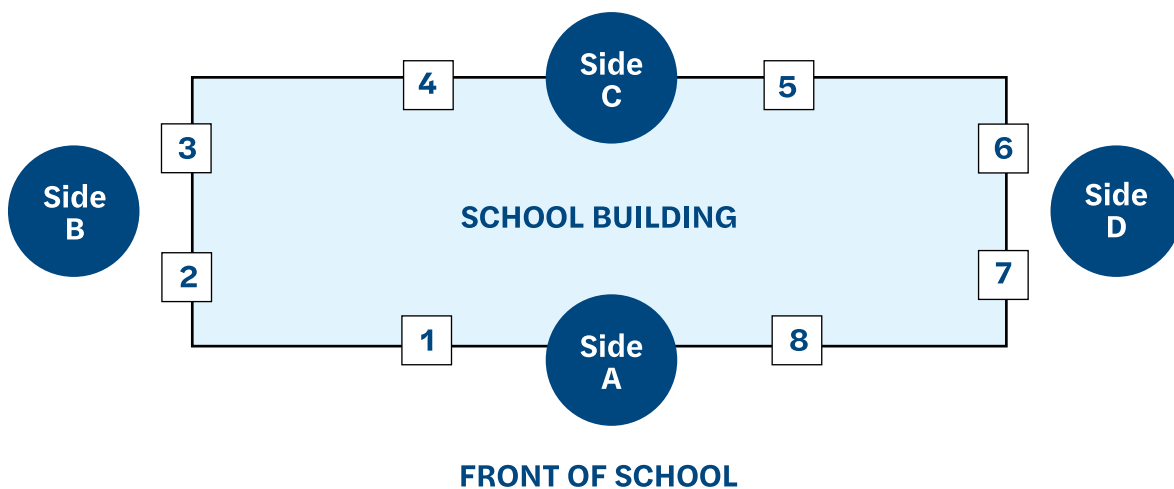 Side
C
4
5
3
6
Side
B
SCHOOL BUILDING
Side
D
2
7
1
Side
A
8
FRONT OF SCHOOL